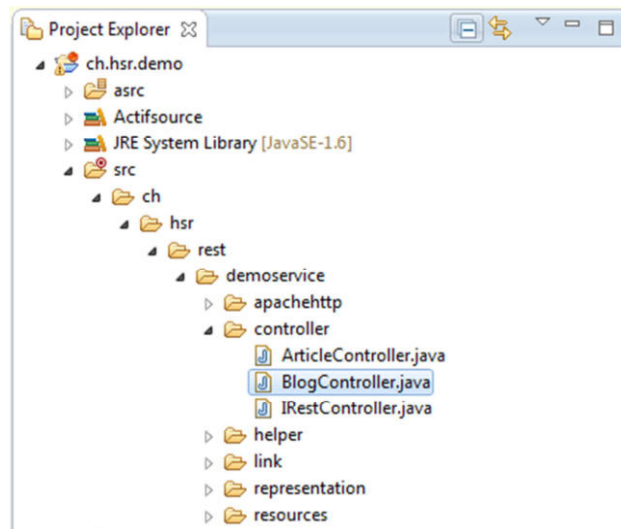 Project Explorer
ch.hsr.demo
asrc
Actifsource
JRE System Library [JavaSE-1.6]
src
ch
hsr
rest
demoservice
apachehttp
controller
ArticleController.java
BlogController.java
IRestController.java
helper
link
representation
resources